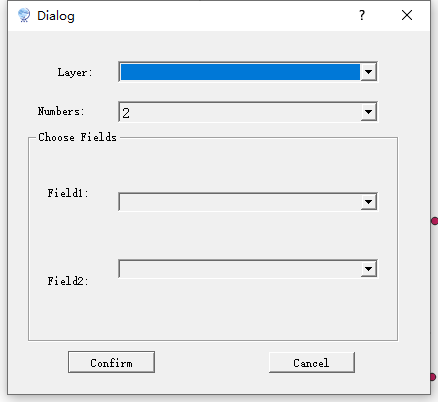 Dialog
?
Layer:
Numbers: 2
Choose Fields
Field1:
Field2:
Confirm Cancel